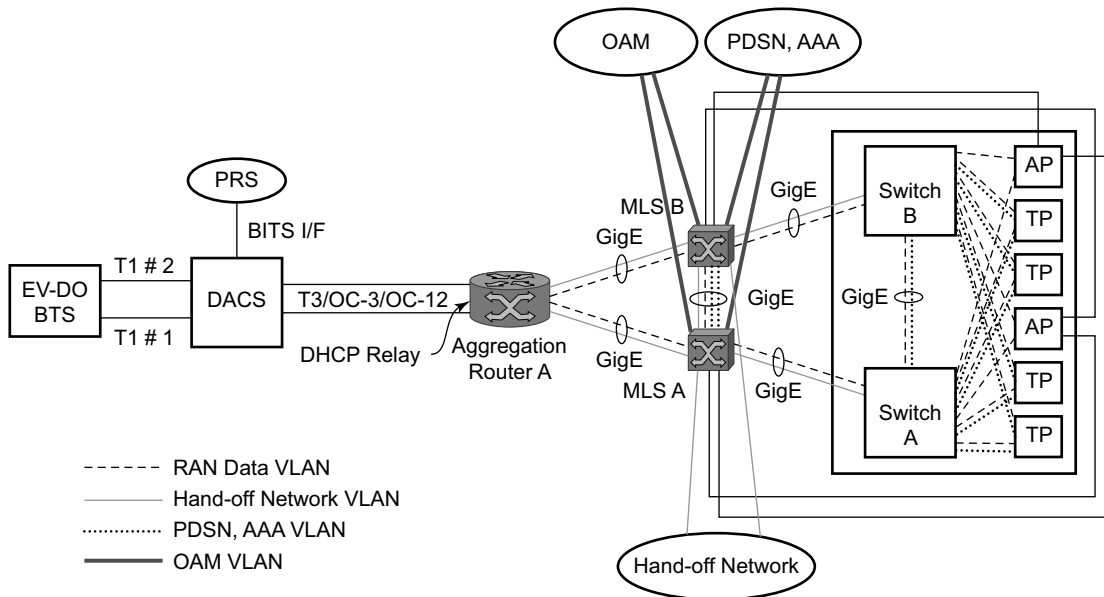 OAM
PDSN, AAA
PRS
BITS I/F
EV-DO
BTS
T1 # 2
T1 # 1
DACS
T3/OC-3/OC-12
DHCP Relay
Aggregation
Router A
GigE
GigE
MLS B
MLS A
GigE
GigE
GigE
Switch
B
GigE
Switch
A
AP
TP
TP
AP
TP
TP
RAN Data VLAN
Hand-off Network VLAN
PDSN, AAA VLAN
OAM VLAN
Hand-off Network